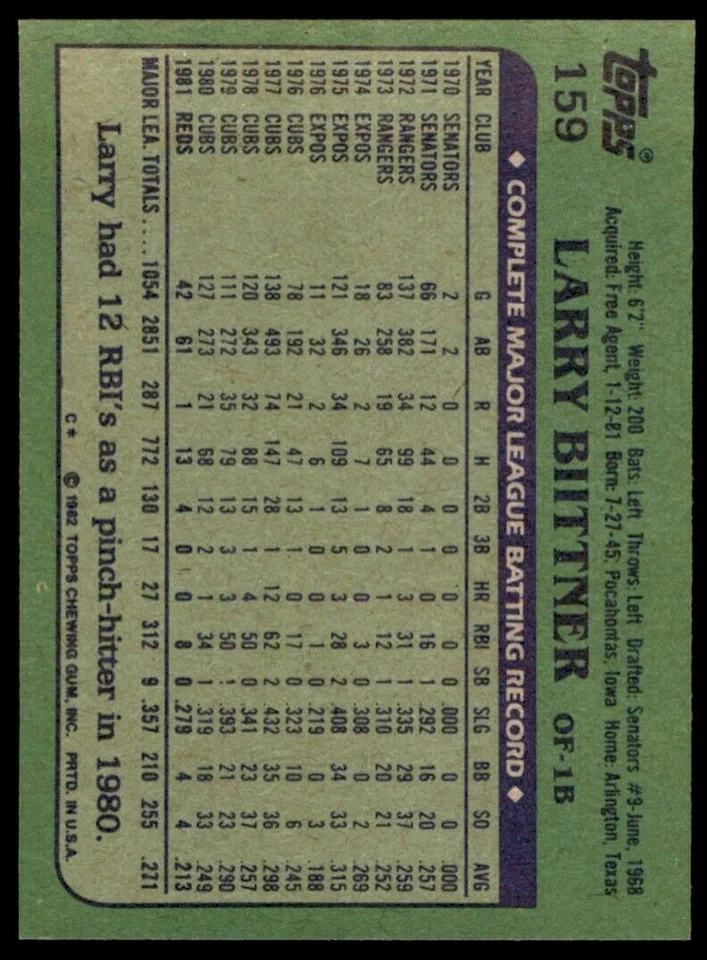 topps®
159 LARRY BIITTNER OF-1B
Height: 6'2" Weight: 200 Bats: Left Throws: Left Drafted: Senators #9-June, 1968
Acquired: Free Agent, 1-12-81 Born: 7-27-45, Pocahontas, Iowa Home: Arlington, Texas
◆ COMPLETE MAJOR LEAGUE BATTING RECORD ◆
YEAR CLUB G AB R H 2B 3B HR RBI SB SLG BB SO AVG
1970 SENATORS 2 2 0 0 0 0 0 0 0 .000 0 0 .000
1971 SENATORS 66 171 12 44 4 1 0 16 1 .292 16 20 .257
1972 RANGERS 137 382 34 99 18 1 3 31 1 .335 29 37 .259
1973 RANGERS 83 258 19 65 8 2 1 12 1 .310 20 21 .252
1974 EXPOS 18 26 2 7 1 0 0 3 0 .308 0 2 .269
1975 EXPOS 121 346 34 109 13 5 3 28 2 .408 34 33 .315
1976 EXPOS 11 32 2 6 1 0 0 1 0 .219 0 3 .188
1976 CUBS 78 192 21 47 13 1 0 17 0 .323 10 6 .245
1977 CUBS 138 493 74 147 28 1 12 62 2 .432 35 36 .298
1978 CUBS 120 343 32 88 15 1 4 50 0 .341 23 37 .257
1979 CUBS 111 272 35 79 13 3 3 50 1 .393 21 23 .290
1980 CUBS 127 273 21 68 12 2 1 34 1 .319 18 33 .249
1981 REDS 42 61 1 13 4 0 0 8 0 .279 4 4 .213
MAJOR LEA. TOTALS .... 1054 2851 287 772 130 17 27 312 9 .357 210 255 .271
Larry had 12 RBI's as a pinch-hitter in 1980.
C* © 1982 TOPPS CHEWING GUM, INC. PRTD. IN U.S.A.